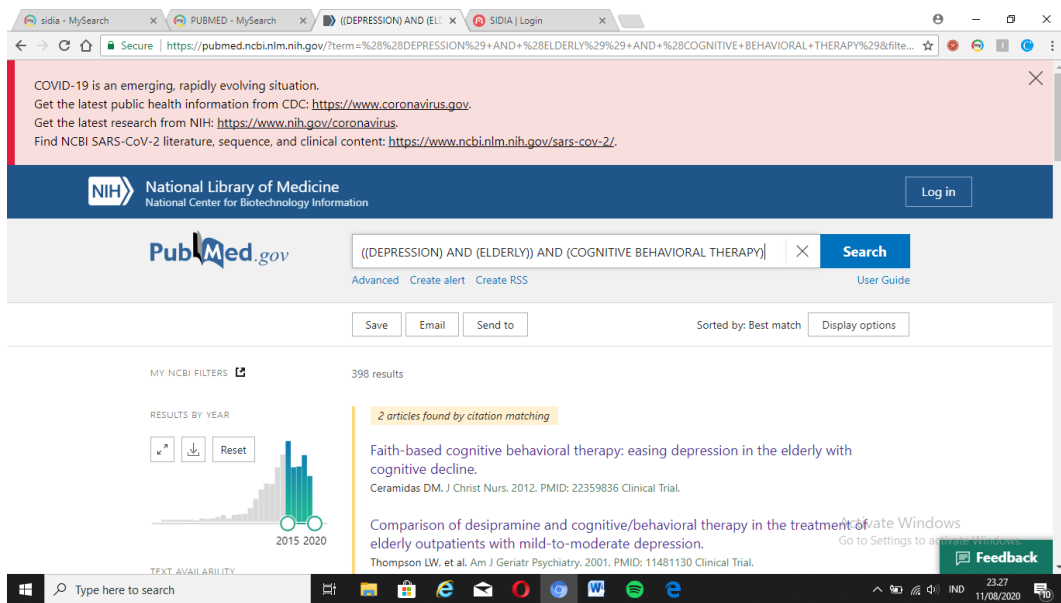 sidia - MySearch
PUBMED - MySearch
((DEPRESSION) AND (ELE
SIDIA | Login
Secure | https://pubmed.ncbi.nlm.nih.gov/?term=%28%28DEPRESSION%29+AND+%28ELDERLY%29%29+AND+%28COGNITIVE+BEHAVIORAL+THERAPY%29&filte...
COVID-19 is an emerging, rapidly evolving situation.
Get the latest public health information from CDC: https://www.coronavirus.gov.
Get the latest research from NIH: https://www.nih.gov/coronavirus.
Find NCBI SARS-CoV-2 literature, sequence, and clinical content: https://www.ncbi.nlm.nih.gov/sars-cov-2/.
NIH National Library of Medicine
National Center for Biotechnology Information
Log in
PubMed.gov
((DEPRESSION) AND (ELDERLY)) AND (COGNITIVE BEHAVIORAL THERAPY)
Search
Advanced Create alert Create RSS
User Guide
Save Email Send to
Sorted by: Best match Display options
MY NCBI FILTERS
398 results
RESULTS BY YEAR
Reset
2015 2020
TEXT AVAILABILITY
2 articles found by citation matching
Faith-based cognitive behavioral therapy: easing depression in the elderly with
cognitive decline.
Ceramidas DM. J Christ Nurs. 2012. PMID: 22359836 Clinical Trial.
Comparison of desipramine and cognitive/behavioral therapy in the treatment of
elderly outpatients with mild-to-moderate depression.
Thompson LW, et al. Am J Geriatr Psychiatry. 2001. PMID: 11481130 Clinical Trial.
Activate Windows
Go to Settings to activate Windows.
Feedback
Type here to search
IND
23.27
11/08/2020
10